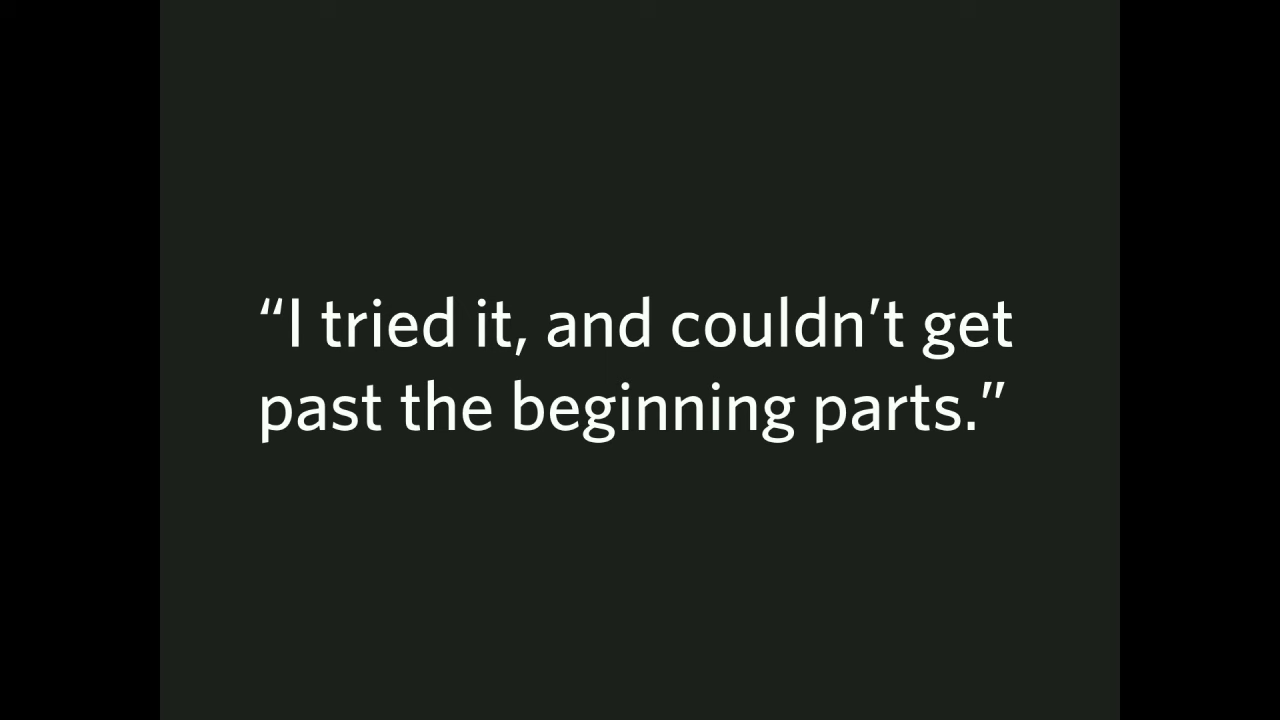 “I tried it, and couldn’t get
past the beginning parts.”